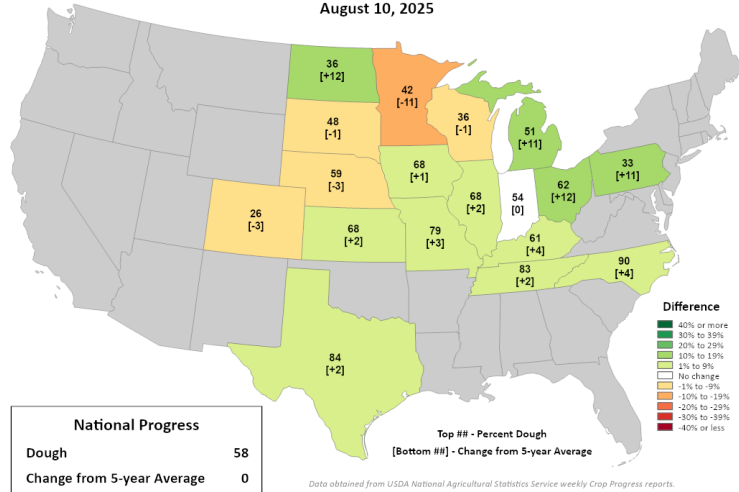 August 10, 2025
36
[+12]
42
[-11]
48
[-1]
36
[-1]
51
[+11]
59
[-3]
68
[+1]
68
[+2]
54
[0]
62
[+12]
33
[+11]
26
[-3]
68
[+2]
79
[+3]
61
[+4]
83
[+2]
90
[+4]
84
[+2]
Difference
40% or more
30% to 39%
20% to 29%
10% to 19%
1% to 9%
No change
-1% to -9%
-10% to -19%
-20% to -29%
-30% to -39%
-40% or less
National Progress
Dough 58
Change from 5-year Average 0
Top ## - Percent Dough
[Bottom ##] - Change from 5-year Average
Data obtained from USDA National Agricultural Statistics Service weekly Crop Progress reports.